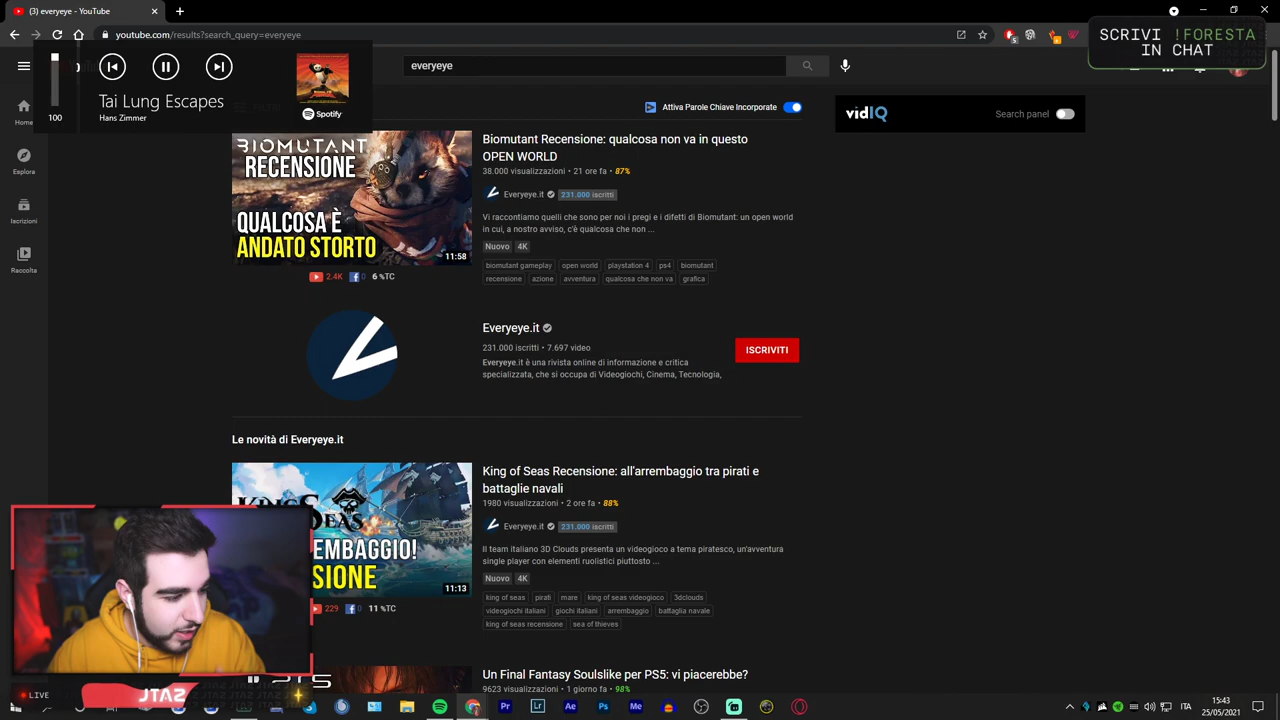 (3) everyeye - YouTube
youtube.com/results?search_query=everyeye
SCRIVI !FORESTA
IN CHAT
everyeye
Tai Lung Escapes
Hans Zimmer
Spotify
100
Home
Esplora
Iscrizioni
Raccolta
Attiva Parole Chiave Incorporate
vidIQ
Search panel
BIOMUTANT
RECENSIONE
QUALCOSA È
ANDATO STORTO
11:58
2.4K
0
6 %TC
Biomutant Recensione: qualcosa non va in questo
OPEN WORLD
38.000 visualizzazioni • 21 ore fa • 87%
Everyeye.it 231.000 iscritti
Vi raccontiamo quelli che sono per noi i pregi e i difetti di Biomutant: un open world
in cui, a nostro avviso, c'è qualcosa che non ...
Nuovo 4K
biomutant gameplay open world playstation 4 ps4 biomutant
recensione azione avventura qualcosa che non va grafica
Everyeye.it
231.000 iscritti • 7.697 video
Everyeye.it è una rivista online di informazione e critica
specializzata, che si occupa di Videogiochi, Cinema, Tecnologia,
ISCRIVITI
Le novità di Everyeye.it
EMBAGGIO!
SIONE
11:13
229
0
11 %TC
King of Seas Recensione: all'arrembaggio tra pirati e
battaglie navali
1980 visualizzazioni • 2 ore fa • 88%
Everyeye.it 231.000 iscritti
Il team italiano 3D Clouds presenta un videogioco a tema piratesco, un'avventura
single player con elementi ruolistici piuttosto ...
Nuovo 4K
king of seas pirati mare king of seas videogioco 3dclouds
videogiochi italiani giochi italiani arrembaggio battaglia navale
king of seas recensione sea of thieves
Un Final Fantasy Soulslike per PS5: vi piacerebbe?
9623 visualizzazioni • 1 giorno fa • 98%
LIVE
JTAZ
Pr
Lr
Ae
Ps
Me
ITA
15:43
25/05/2021